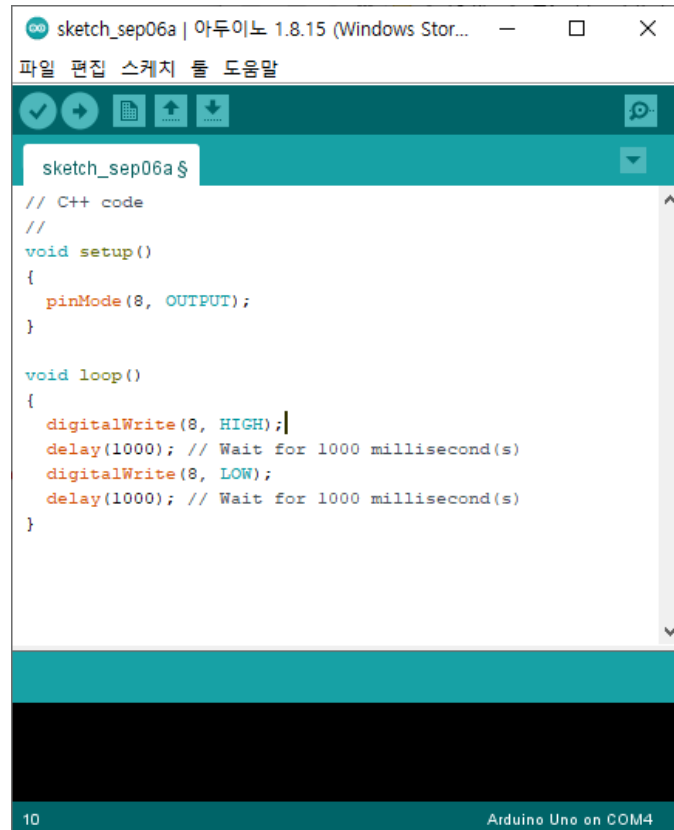 sketch_sep06a | 아두이노 1.8.15 (Windows Stor...
파일 편집 스케치 툴 도움말
sketch_sep06a §
// C++ code
//
void setup()
{
  pinMode(8, OUTPUT);
}
void loop()
{
  digitalWrite(8, HIGH);
  delay(1000); // Wait for 1000 millisecond(s)
  digitalWrite(8, LOW);
  delay(1000); // Wait for 1000 millisecond(s)
}
10 Arduino Uno on COM4